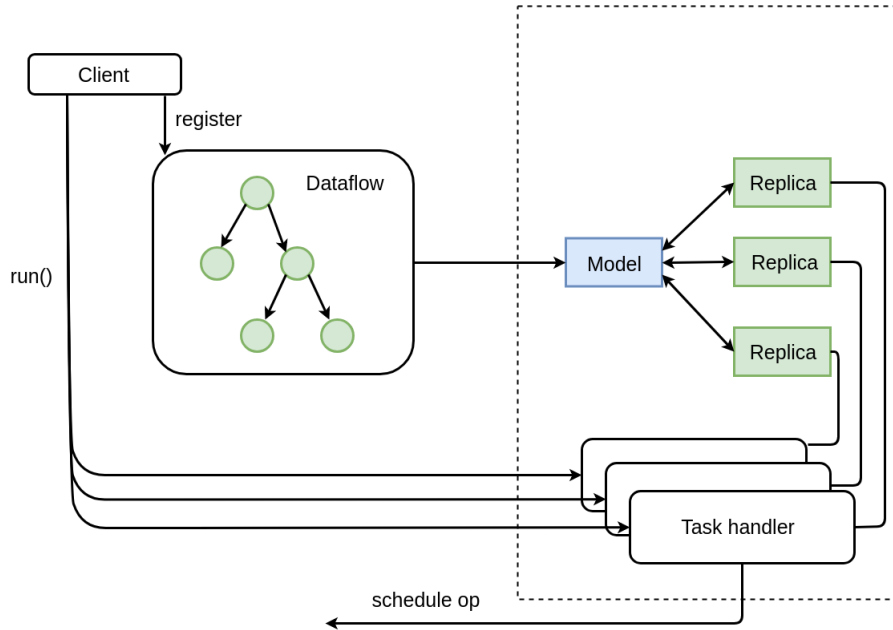 Client
register
Dataflow
run()
Model
Replica
Replica
Replica
Task handler
schedule op